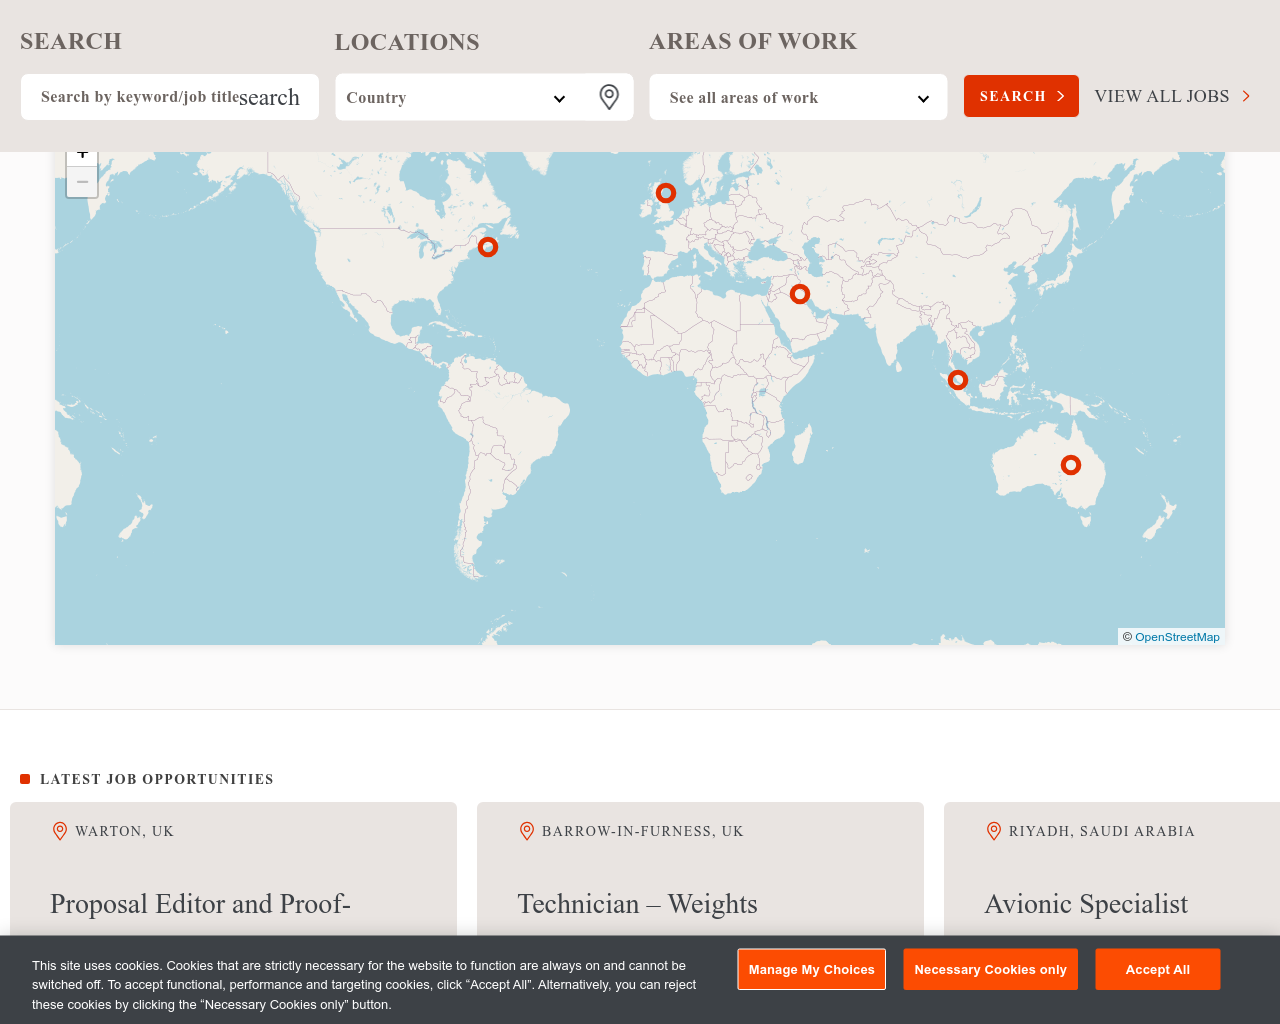 SEARCH
LOCATIONS
AREAS OF WORK
Search by keyword/job title
search
Country
See all areas of work
SEARCH
VIEW ALL JOBS
+
−
© OpenStreetMap
LATEST JOB OPPORTUNITIES
WARTON, UK
BARROW-IN-FURNESS, UK
RIYADH, SAUDI ARABIA
Proposal Editor and Proof-
Technician – Weights
Avionic Specialist
This site uses cookies. Cookies that are strictly necessary for the website to function are always on and cannot be
switched off. To accept functional, performance and targeting cookies, click “Accept All”. Alternatively, you can reject
these cookies by clicking the “Necessary Cookies only” button.
Manage My Choices
Necessary Cookies only
Accept All